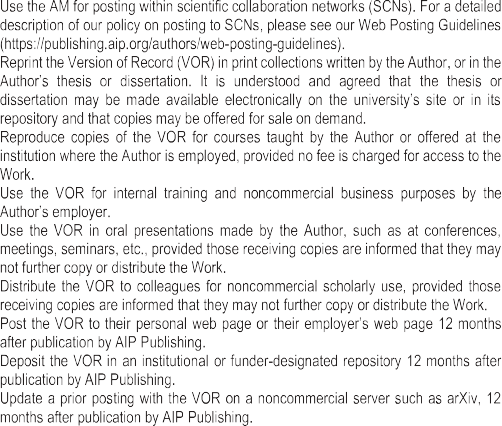 Use the AM for posting within scientific collaboration networks (SCNs). For a detailed
description of our policy on posting to SCNs, please see our Web Posting Guidelines
(https://publishing.aip.org/authors/web-posting-guidelines).
Reprint the Version of Record (VOR) in print collections written by the Author, or in the
Author's thesis or dissertation. It is understood and agreed that the thesis or
dissertation may be made available electronically on the university's site or in its
repository and that copies may be offered for sale on demand.
Reproduce copies of the VOR for courses taught by the Author or offered at the
institution where the Author is employed, provided no fee is charged for access to the
Work.
Use the VOR for internal training and noncommercial business purposes by the
Author's employer.
Use the VOR in oral presentations made by the Author, such as at conferences,
meetings, seminars, etc., provided those receiving copies are informed that they may
not further copy or distribute the Work.
Distribute the VOR to colleagues for noncommercial scholarly use, provided those
receiving copies are informed that they may not further copy or distribute the Work.
Post the VOR to their personal web page or their employer's web page 12 months
after publication by AIP Publishing.
Deposit the VOR in an institutional or funder-designated repository 12 months after
publication by AIP Publishing.
Update a prior posting with the VOR on a noncommercial server such as arXiv, 12
months after publication by AIP Publishing.